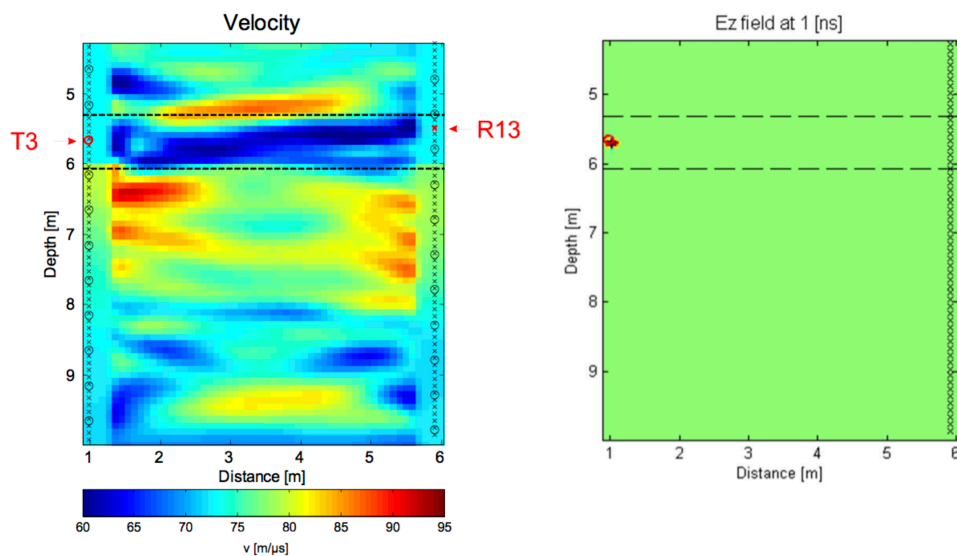 Velocity
T3
R13
5
6
7
8
9
Depth [m]
1 2 3 4 5 6
Distance [m]
60 65 70 75 80 85 90 95
v [m/µs]
Ez field at 1 [ns]
5
6
7
8
9
Depth [m]
1 2 3 4 5 6
Distance [m]